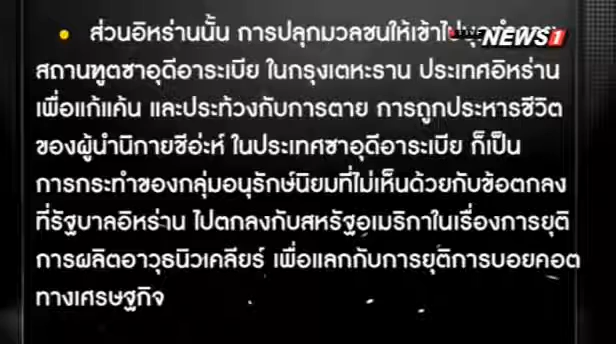 ส่วนอิหร่านนั้น การปลุกมวลชนให้เข้าไป
NEWS1
สถานฑูตซาอุดีอาระเบีย ในกรุงเตหะราน ประเทศอิหร่าน
เพื่อแก้แค้น และประท้วงกับการตาย การถูกประหารชีวิต
ของผู้นำนิกายชีอ่ะห์ ในประเทศซาอุดีอาระเบีย ก็เป็น
การกระทำของกลุ่มอนุรักษ์นิยมที่ไม่เห็นด้วยกับข้อตกลง
ที่รัฐบาลอิหร่าน ไปตกลงกับสหรัฐอเมริกาในเรื่องการยุติ
การผลิตอาวุธนิวเคลียร์ เพื่อแลกกับการยุติการบอยคอต
ทางเศรษฐกิจ